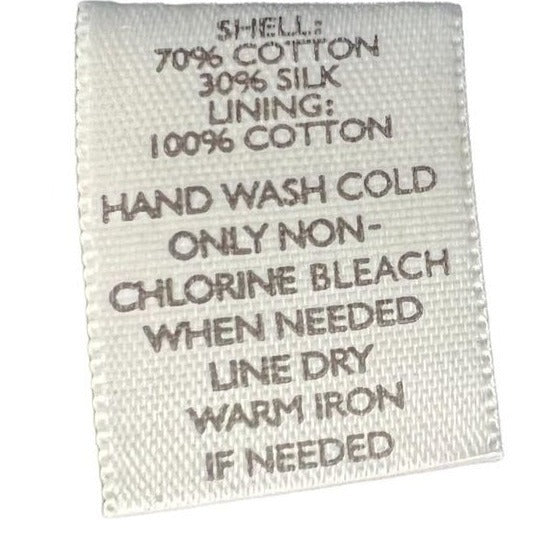 SHELL:
70% COTTON
30% SILK
LINING:
100% COTTON
HAND WASH COLD
ONLY NON-
CHLORINE BLEACH
WHEN NEEDED
LINE DRY
WARM IRON
IF NEEDED